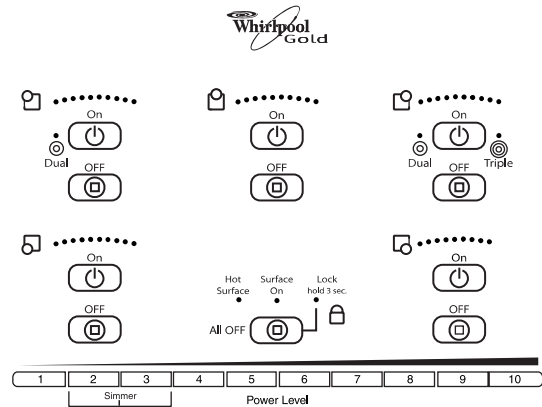 Whirlpool
Gold
On
On
On
Dual
Dual
Triple
OFF
OFF
OFF
On
On
Hot Surface
Surface On
Lock
hold 3 sec.
OFF
OFF
All OFF
1 2 3 4 5 6 7 8 9 10
Simmer
Power Level